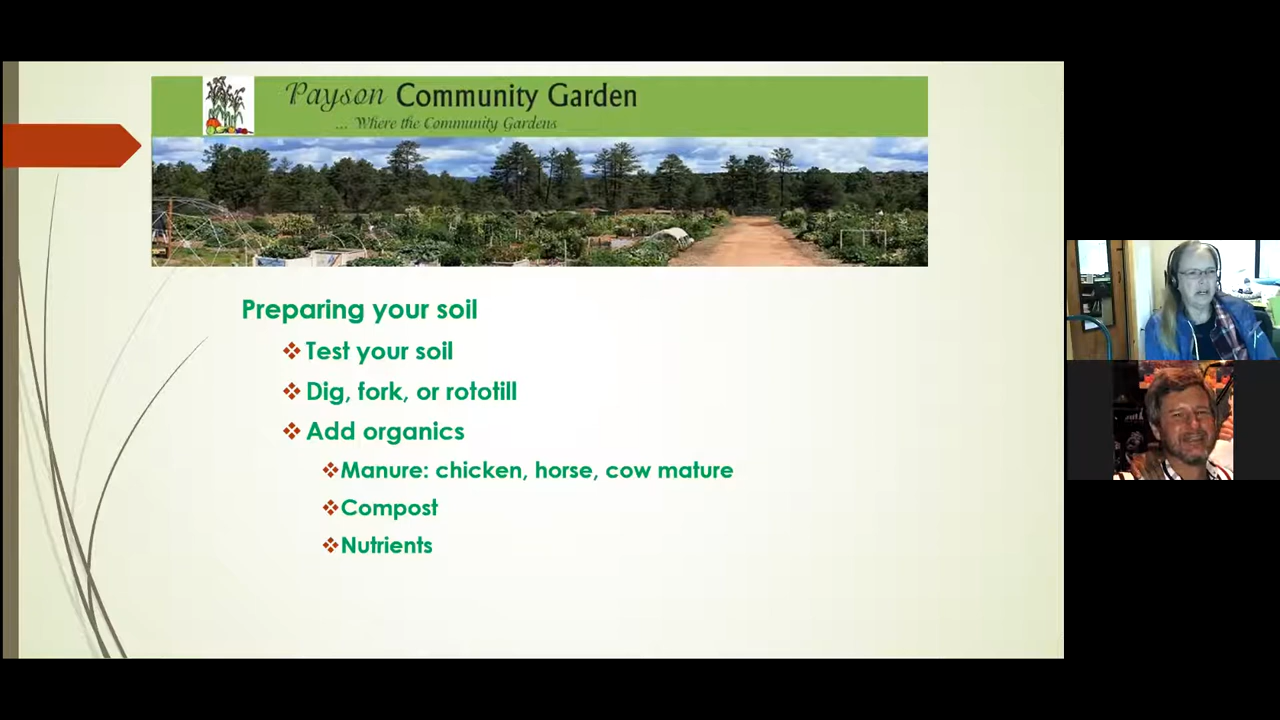 Payson Community Garden
... Where the Community Gardens
Preparing your soil
Test your soil
Dig, fork, or rototill
Add organics
Manure: chicken, horse, cow mature
Compost
Nutrients